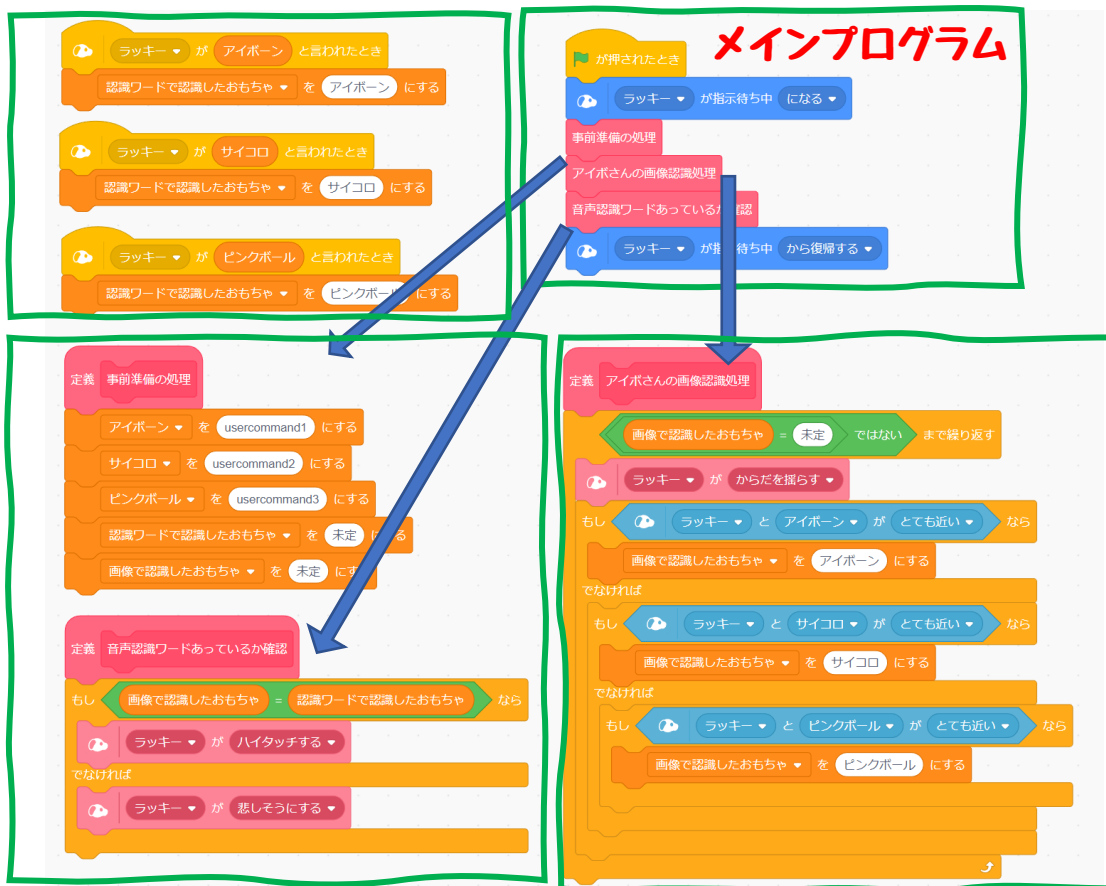 ラッキー が アイボーン と言われたとき
認識ワードで認識したおもちゃ を アイボーン にする
ラッキー が サイコロ と言われたとき
認識ワードで認識したおもちゃ を サイコロ にする
ラッキー が ピンクボール と言われたとき
認識ワードで認識したおもちゃ を ピンクボール にする
メインプログラム
が押されたとき
ラッキー が指示待ち中 になる
事前準備の処理
アイボさんの画像認識処理
音声認識ワードあっているか確認
ラッキー が指示待ち中 から復帰する
定義 事前準備の処理
アイボーン を usercommand1 にする
サイコロ を usercommand2 にする
ピンクボール を usercommand3 にする
認識ワードで認識したおもちゃ を 未定 にする
画像で認識したおもちゃ を 未定 にする
定義 音声認識ワードあっているか確認
もし 画像で認識したおもちゃ = 認識ワードで認識したおもちゃ なら
ラッキー が ハイタッチする
でなければ
ラッキー が 悲しそうにする
定義 アイボさんの画像認識処理
画像で認識したおもちゃ = 未定 ではない まで繰り返す
ラッキー が からだを揺らす
もし ラッキー と アイボーン が とても近い なら
画像で認識したおもちゃ を アイボーン にする
でなければ
もし ラッキー と サイコロ が とても近い なら
画像で認識したおもちゃ を サイコロ にする
でなければ
もし ラッキー と ピンクボール が とても近い なら
画像で認識したおもちゃ を ピンクボール にする